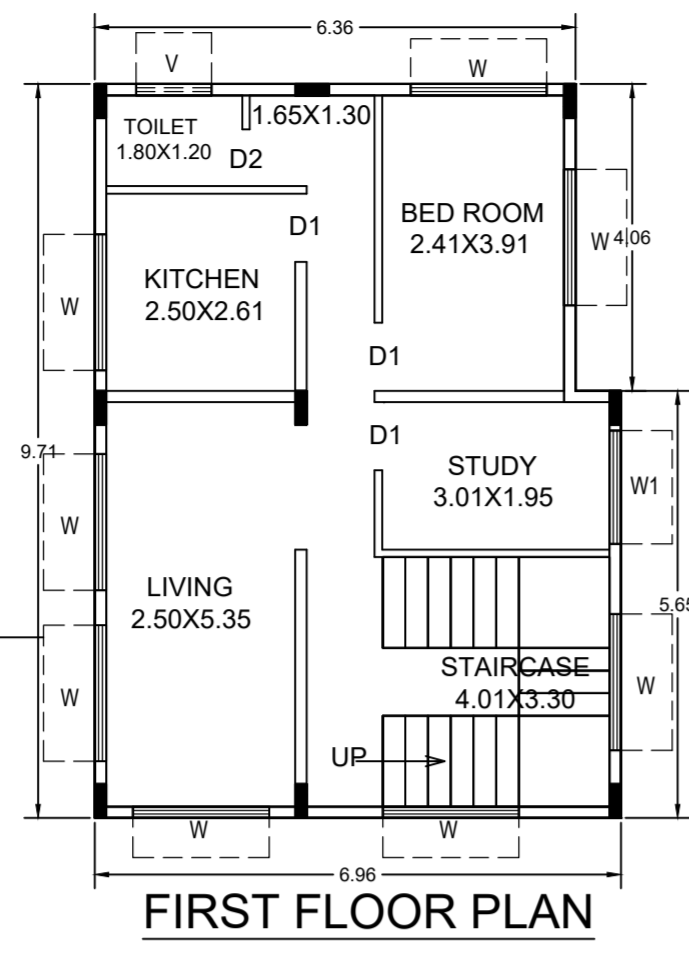 6.36
V
W
TOILET
1.80X1.20
D2
1.65X1.30
BED ROOM
2.41X3.91
W
4.06
D1
KITCHEN
2.50X2.61
W
D1
9.71
D1
STUDY
3.01X1.95
W1
W
LIVING
2.50X5.35
5.65
STAIRCASE
4.01X3.30
W
W
UP
W
W
6.96
FIRST FLOOR PLAN